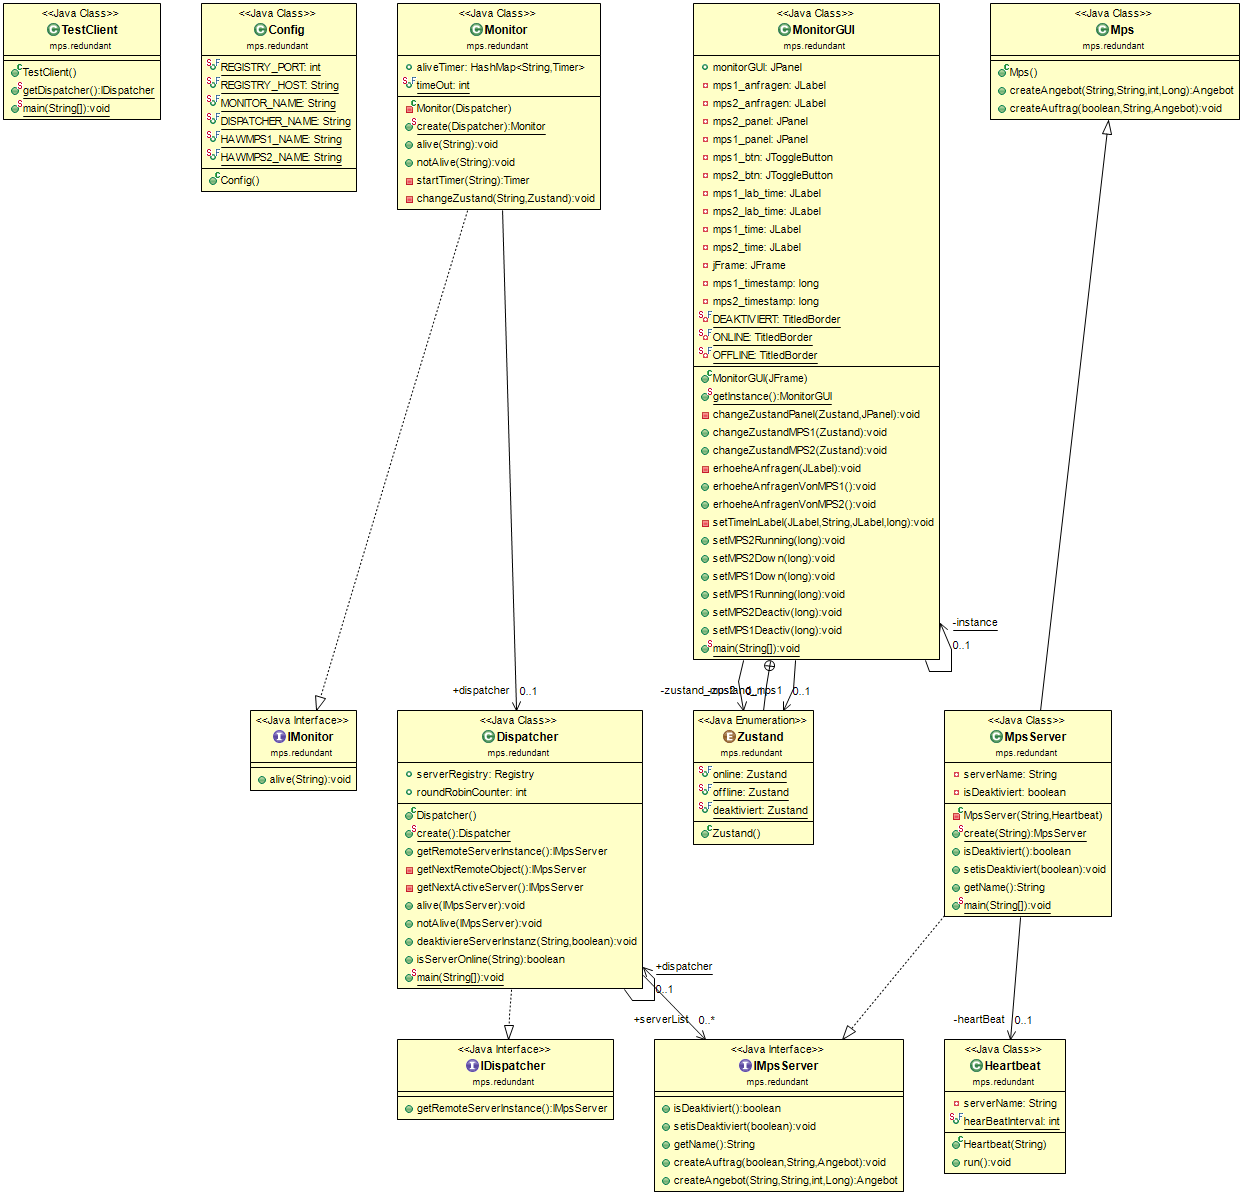 <<Java Class>>
TestClient
mps.redundant
TestClient()
getDispatcher():IDispatcher
main(String[]):void
<<Java Class>>
Config
mps.redundant
REGISTRY_PORT: int
REGISTRY_HOST: String
MONITOR_NAME: String
DISPATCHER_NAME: String
HAWMPS1_NAME: String
HAWMPS2_NAME: String
Config()
<<Java Class>>
Monitor
mps.redundant
aliveTimer: HashMap<String,Timer>
timeOut: int
Monitor(Dispatcher)
create(Dispatcher):Monitor
alive(String):void
notAlive(String):void
startTimer(String):Timer
changeZustand(String,Zustand):void
<<Java Class>>
MonitorGUI
mps.redundant
monitorGUI: JPanel
mps1_anfragen: JLabel
mps2_anfragen: JLabel
mps2_panel: JPanel
mps1_panel: JPanel
mps1_btn: JToggleButton
mps2_btn: JToggleButton
mps1_lab_time: JLabel
mps2_lab_time: JLabel
mps1_time: JLabel
mps2_time: JLabel
jFrame: JFrame
mps1_timestamp: long
mps2_timestamp: long
DEAKTIVIERT: TitledBorder
ONLINE: TitledBorder
OFFLINE: TitledBorder
MonitorGUI(JFrame)
getInstance():MonitorGUI
changeZustandPanel(Zustand,JPanel):void
changeZustandMPS1(Zustand):void
changeZustandMPS2(Zustand):void
erhoeheAnfragen(JLabel):void
erhoeheAnfragenVonMPS1():void
erhoeheAnfragenVonMPS2():void
setTimeInLabel(JLabel,String,JLabel,long):void
setMPS2Running(long):void
setMPS2Down(long):void
setMPS1Down(long):void
setMPS1Running(long):void
setMPS2Deactiv(long):void
setMPS1Deactiv(long):void
main(String[]):void
<<Java Class>>
Mps
mps.redundant
Mps()
createAngebot(String,String,int,Long):Angebot
createAuftrag(boolean,String,Angebot):void
-instance
0..1
+dispatcher
0..1
0..1
<<Java Interface>>
IMonitor
mps.redundant
alive(String):void
<<Java Class>>
Dispatcher
mps.redundant
serverRegistry: Registry
roundRobinCounter: int
Dispatcher()
create():Dispatcher
getRemoteServerInstance():IMpsServer
getNextRemoteObject():IMpsServer
getNextActiveServer():IMpsServer
alive(IMpsServer):void
notAlive(IMpsServer):void
deaktiviereServerInstanz(String,boolean):void
isServerOnline(String):boolean
main(String[]):void
<<Java Enumeration>>
Zustand
mps.redundant
online: Zustand
offline: Zustand
deaktiviert: Zustand
Zustand()
<<Java Class>>
MpsServer
mps.redundant
serverName: String
isDeaktiviert: boolean
MpsServer(String,Heartbeat)
create(String):MpsServer
isDeaktiviert():boolean
setisDeaktiviert(boolean):void
getName():String
main(String[]):void
+dispatcher
0..1
+serverList 0..*
-heartBeat 0..1
<<Java Interface>>
IDispatcher
mps.redundant
getRemoteServerInstance():IMpsServer
<<Java Interface>>
IMpsServer
mps.redundant
isDeaktiviert():boolean
setisDeaktiviert(boolean):void
getName():String
createAuftrag(boolean,String,Angebot):void
createAngebot(String,String,int,Long):Angebot
<<Java Class>>
Heartbeat
mps.redundant
serverName: String
hearBeatInterval: int
Heartbeat(String)
run():void